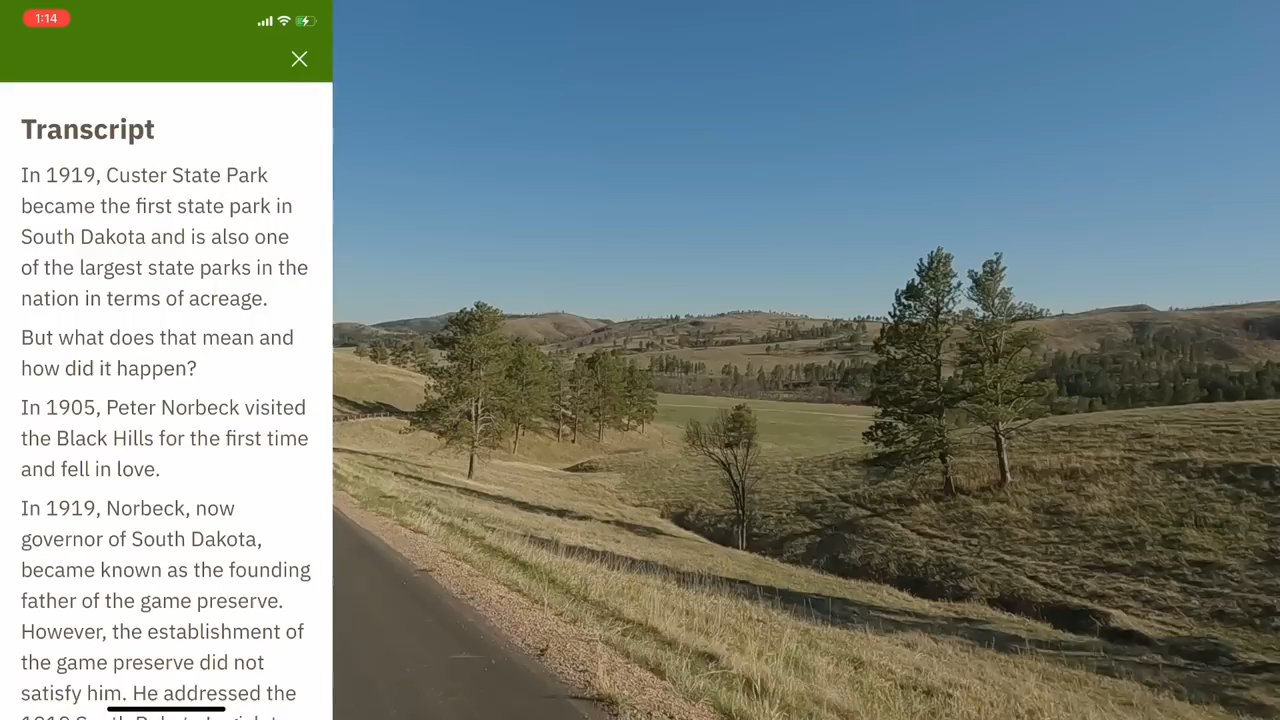 1:14
Transcript
In 1919, Custer State Park
became the first state park in
South Dakota and is also one
of the largest state parks in the
nation in terms of acreage.
But what does that mean and
how did it happen?
In 1905, Peter Norbeck visited
the Black Hills for the first time
and fell in love.
In 1919, Norbeck, now
governor of South Dakota,
became known as the founding
father of the game preserve.
However, the establishment of
the game preserve did not
satisfy him. He addressed the